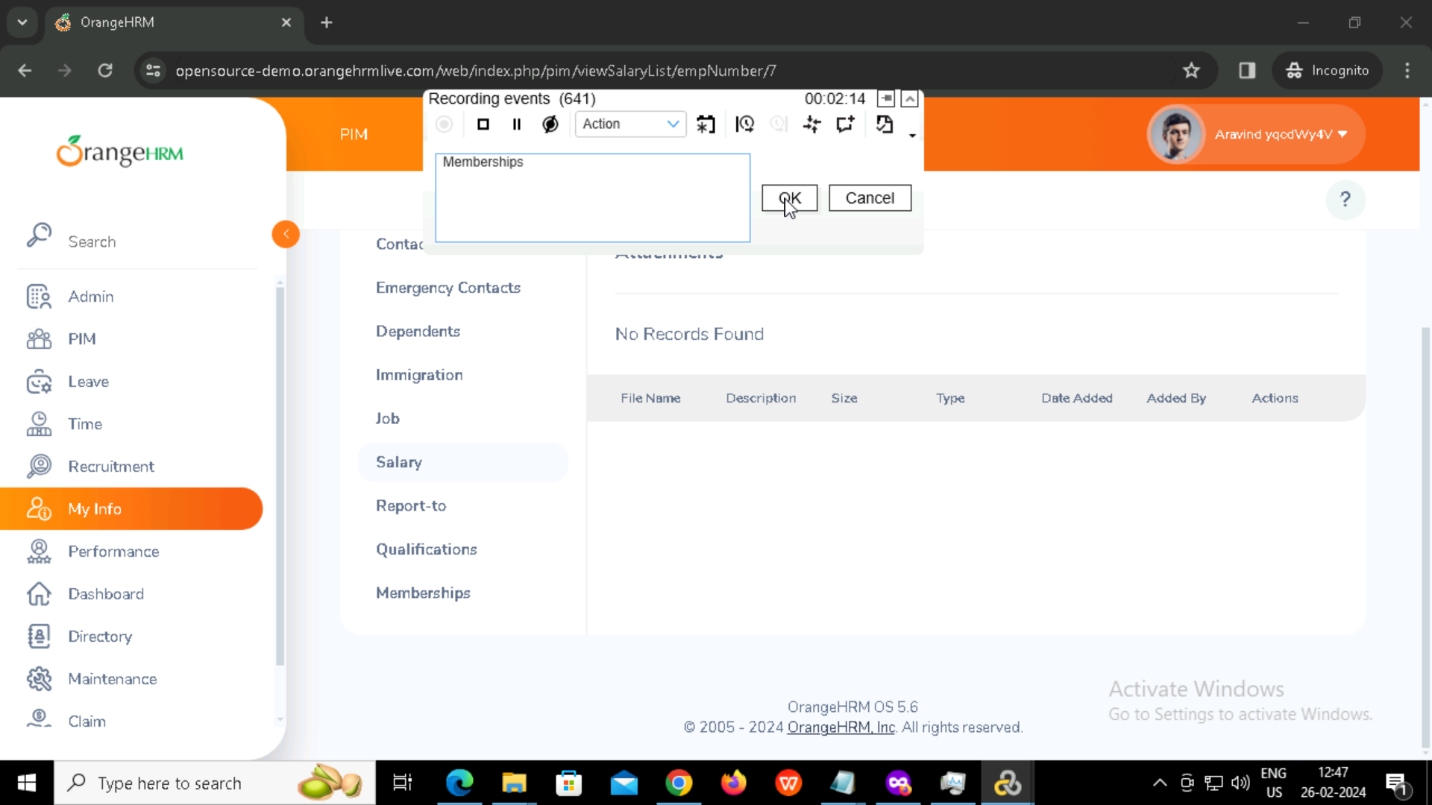 OrangeHRM
opensource-demo.orangehrmlive.com/web/index.php/pim/viewSalaryList/empNumber/7
Incognito
Recording events (641)
00:02:14
Action
Memberships
OK
Cancel
OrangeHRM
PIM
Aravind yqcdWy4V
?
Search
Admin
PIM
Leave
Time
Recruitment
My Info
Performance
Dashboard
Directory
Maintenance
Claim
Emergency Contacts
Dependents
Immigration
Job
Salary
Report-to
Qualifications
Memberships
Attachments
No Records Found
File Name Description Size Type Date Added Added By Actions
OrangeHRM OS 5.6
© 2005 - 2024 OrangeHRM, Inc. All rights reserved.
Activate Windows
Go to Settings to activate Windows.
Type here to search
ENG
US
12:47
26-02-2024
1